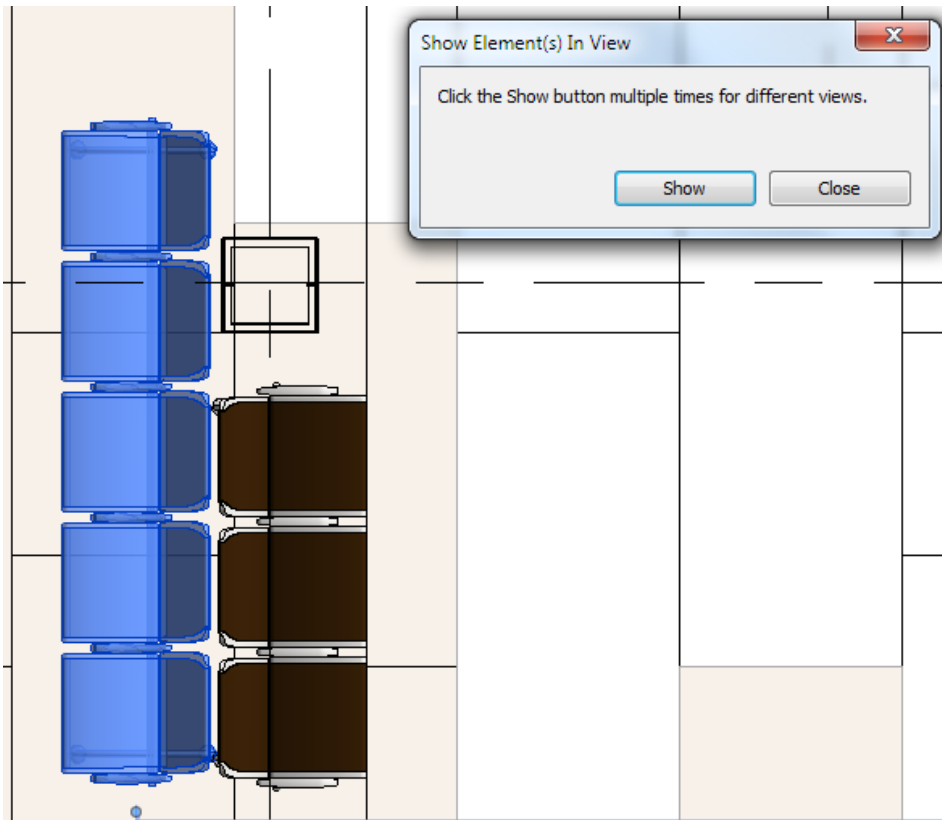 Show Element(s) In View
Click the Show button multiple times for different views.
Show
Close